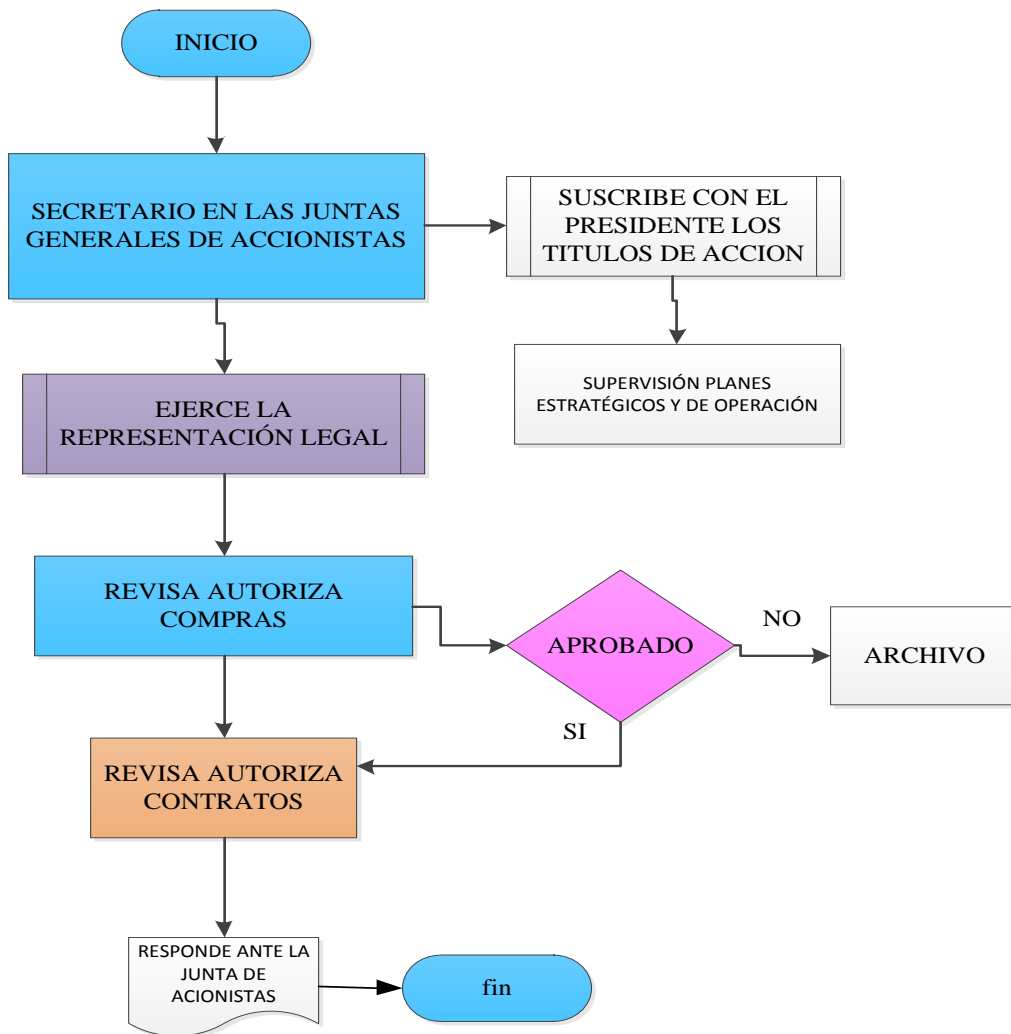 INICIO
SECRETARIO EN LAS JUNTAS
GENERALES DE ACCIONISTAS
SUSCRIBE CON EL
PRESIDENTE LOS
TITULOS DE ACCION
SUPERVISIÓN PLANES
ESTRATÉGICOS Y DE OPERACIÓN
EJERCE LA
REPRESENTACIÓN LEGAL
REVISA AUTORIZA
COMPRAS
APROBADO
NO
ARCHIVO
SI
REVISA AUTORIZA
CONTRATOS
RESPONDE ANTE LA
JUNTA DE
ACIONISTAS
fin